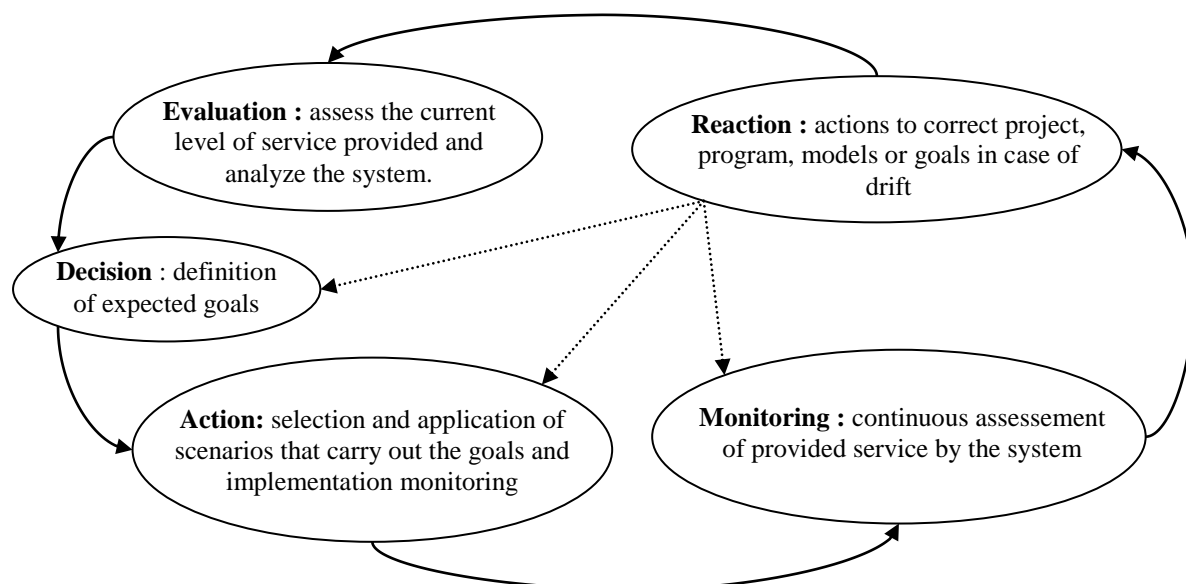 Evaluation : assess the current
level of service provided and
analyze the system.
Reaction : actions to correct project,
program, models or goals in case of
drift
Decision : definition
of expected goals
Action: selection and application of
scenarios that carry out the goals and
implementation monitoring
Monitoring : continuous assessement
of provided service by the system